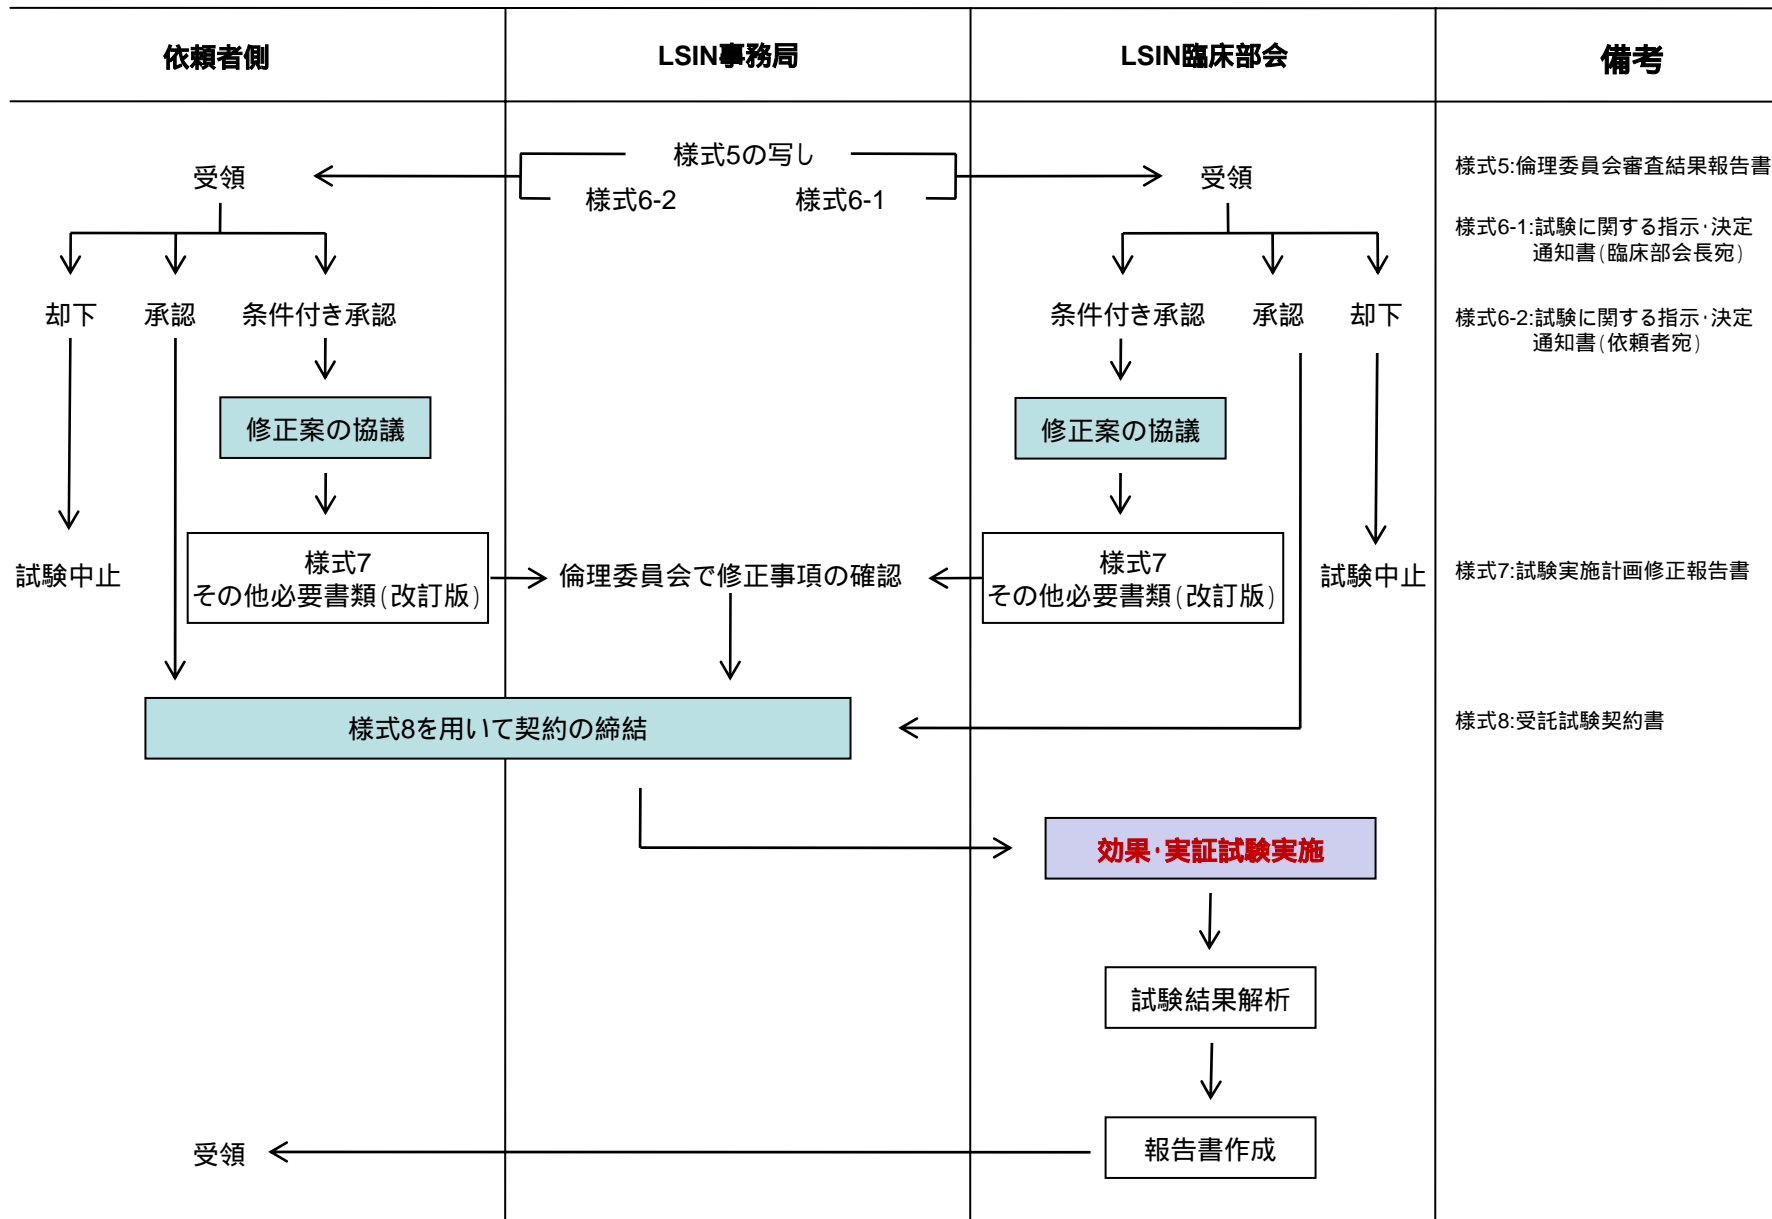 依頼者側
LSIN事務局
LSIN臨床部会
備考
様式5の写し
様式6-2
様式6-1
受領
受領
様式5:倫理委員会審査結果報告書
様式6-1:試験に関する指示・決定
通知書(臨床部会長宛)
却下
承認
条件付き承認
条件付き承認
承認
却下
様式6-2:試験に関する指示・決定
通知書(依頼者宛)
修正案の協議
修正案の協議
試験中止
様式7
その他必要書類(改訂版)
倫理委員会で修正事項の確認
様式7
その他必要書類(改訂版)
試験中止
様式7:試験実施計画修正報告書
様式8を用いて契約の締結
様式8:受託試験契約書
効果・実証試験実施
試験結果解析
報告書作成
受領